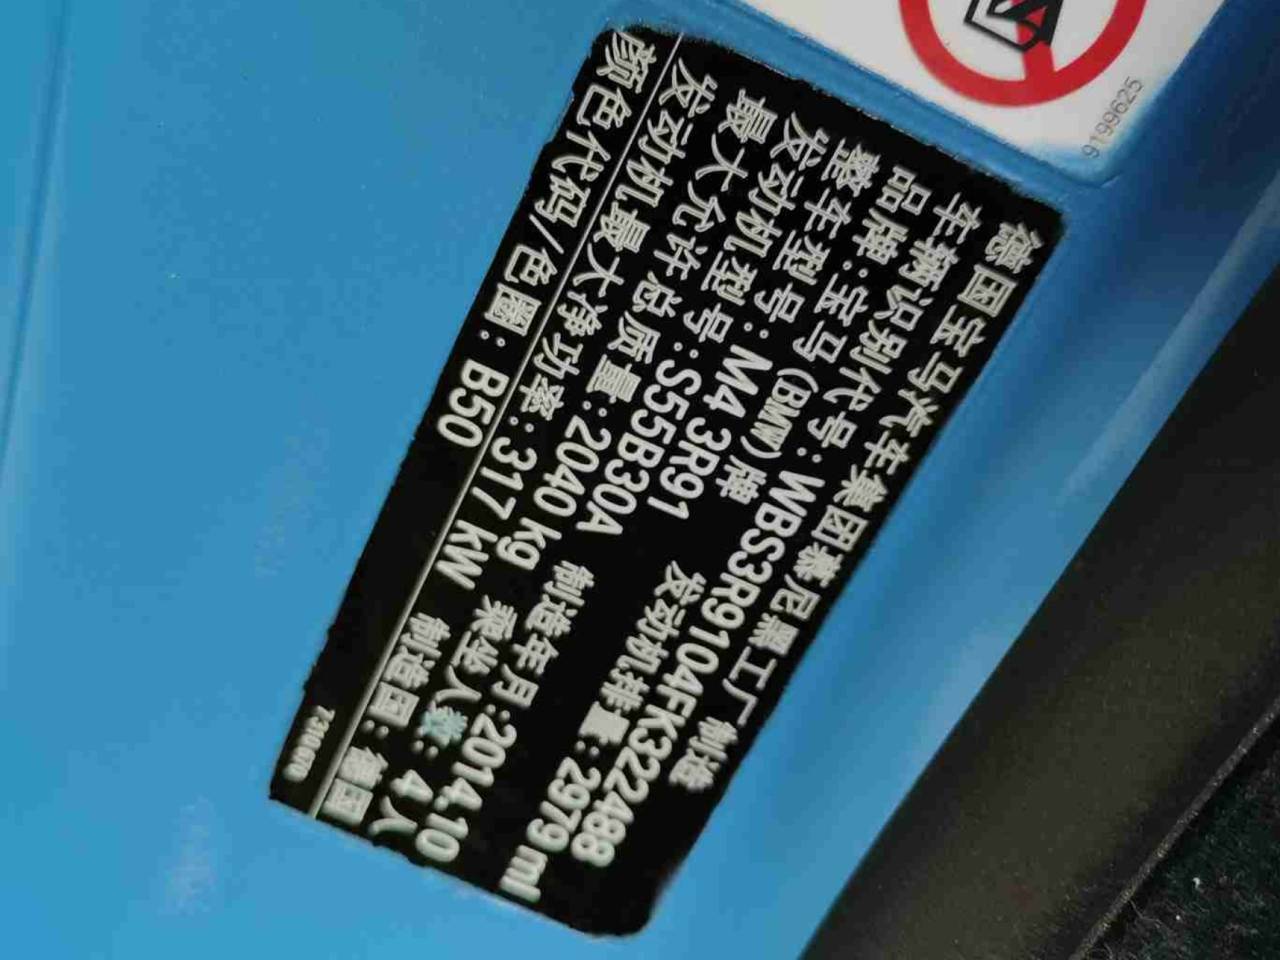 德国宝马汽车集团慕尼黑工厂 制造
车辆识别代号:WBS3R9104FK322488
品牌:宝马(BMW)牌
整车型号:M4 3R91 发动机排量:2979 ml
发动机型号:S55B30A
最大允许总质量:2040 kg 制造年月:2014.10
发动机最大净功率:317 kW 乘坐人数:4人
颜色代码/色圈:B50 制造国:德国
9199625